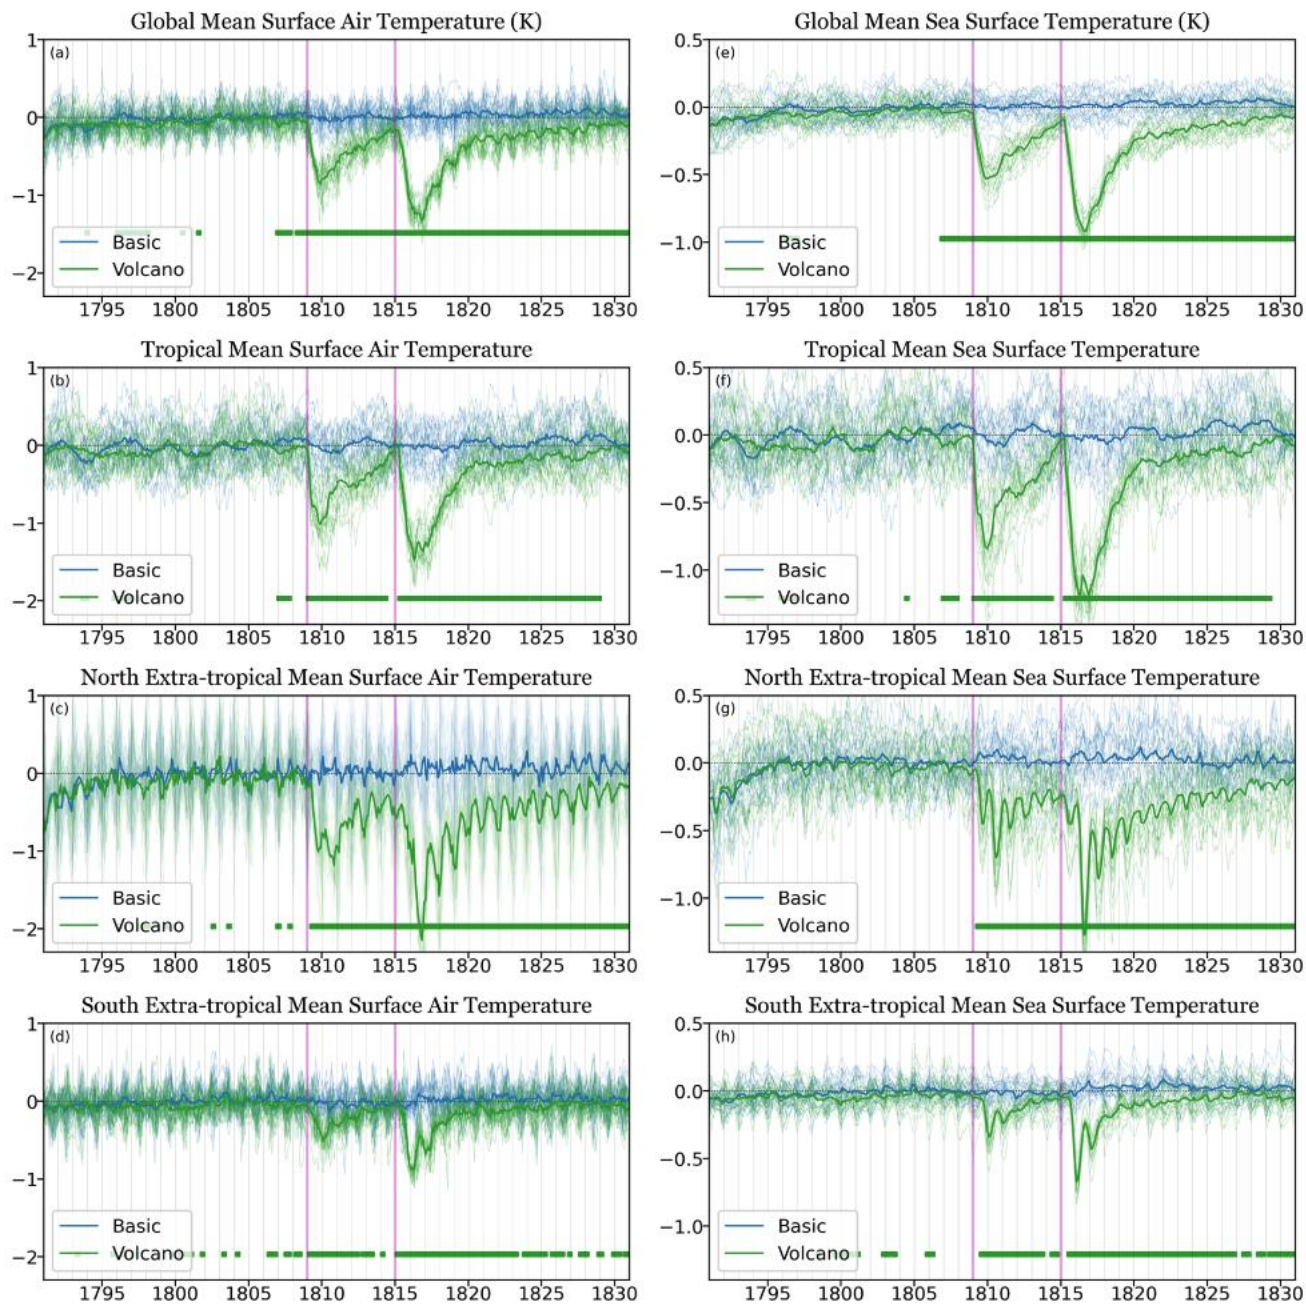 Global Mean Surface Air Temperature (K)
(a)
1
0
−1
−2
Basic
Volcano
1795 1800 1805 1810 1815 1820 1825 1830
Global Mean Sea Surface Temperature (K)
(e)
0.5
0.0
−0.5
−1.0
Basic
Volcano
1795 1800 1805 1810 1815 1820 1825 1830
Tropical Mean Surface Air Temperature
(b)
1
0
−1
−2
Basic
Volcano
1795 1800 1805 1810 1815 1820 1825 1830
Tropical Mean Sea Surface Temperature
(f)
0.5
0.0
−0.5
−1.0
Basic
Volcano
1795 1800 1805 1810 1815 1820 1825 1830
North Extra-tropical Mean Surface Air Temperature
(c)
1
0
−1
−2
Basic
Volcano
1795 1800 1805 1810 1815 1820 1825 1830
North Extra-tropical Mean Sea Surface Temperature
(g)
0.5
0.0
−0.5
−1.0
Basic
Volcano
1795 1800 1805 1810 1815 1820 1825 1830
South Extra-tropical Mean Surface Air Temperature
(d)
1
0
−1
−2
Basic
Volcano
1795 1800 1805 1810 1815 1820 1825 1830
South Extra-tropical Mean Sea Surface Temperature
(h)
0.5
0.0
−0.5
−1.0
Basic
Volcano
1795 1800 1805 1810 1815 1820 1825 1830